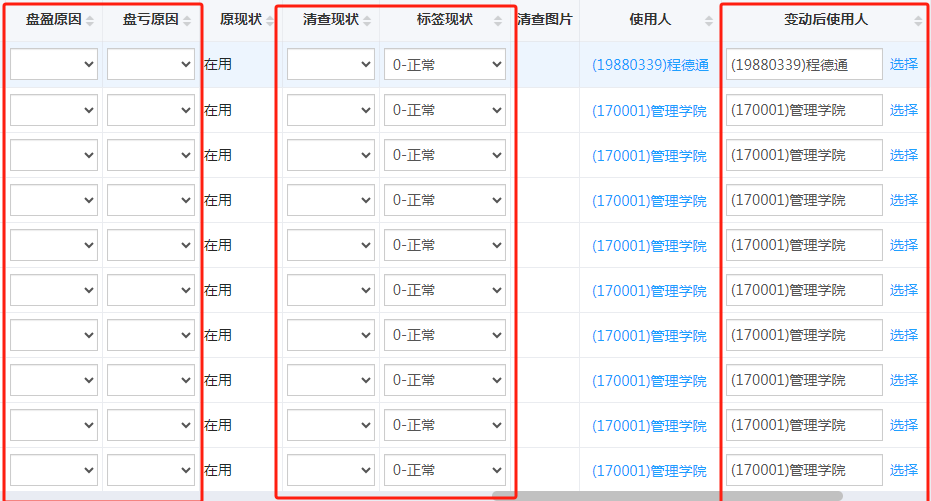 盘盈原因 盘亏原因 原现状 清查现状 标签现状 清查图片 使用人 变动后使用人
在用 0-正常 (19880339)程德通 (19880339)程德通 选择
在用 0-正常 (170001)管理学院 (170001)管理学院 选择
在用 0-正常 (170001)管理学院 (170001)管理学院 选择
在用 0-正常 (170001)管理学院 (170001)管理学院 选择
在用 0-正常 (170001)管理学院 (170001)管理学院 选择
在用 0-正常 (170001)管理学院 (170001)管理学院 选择
在用 0-正常 (170001)管理学院 (170001)管理学院 选择
在用 0-正常 (170001)管理学院 (170001)管理学院 选择
在用 0-正常 (170001)管理学院 (170001)管理学院 选择
在用 0-正常 (170001)管理学院 (170001)管理学院 选择